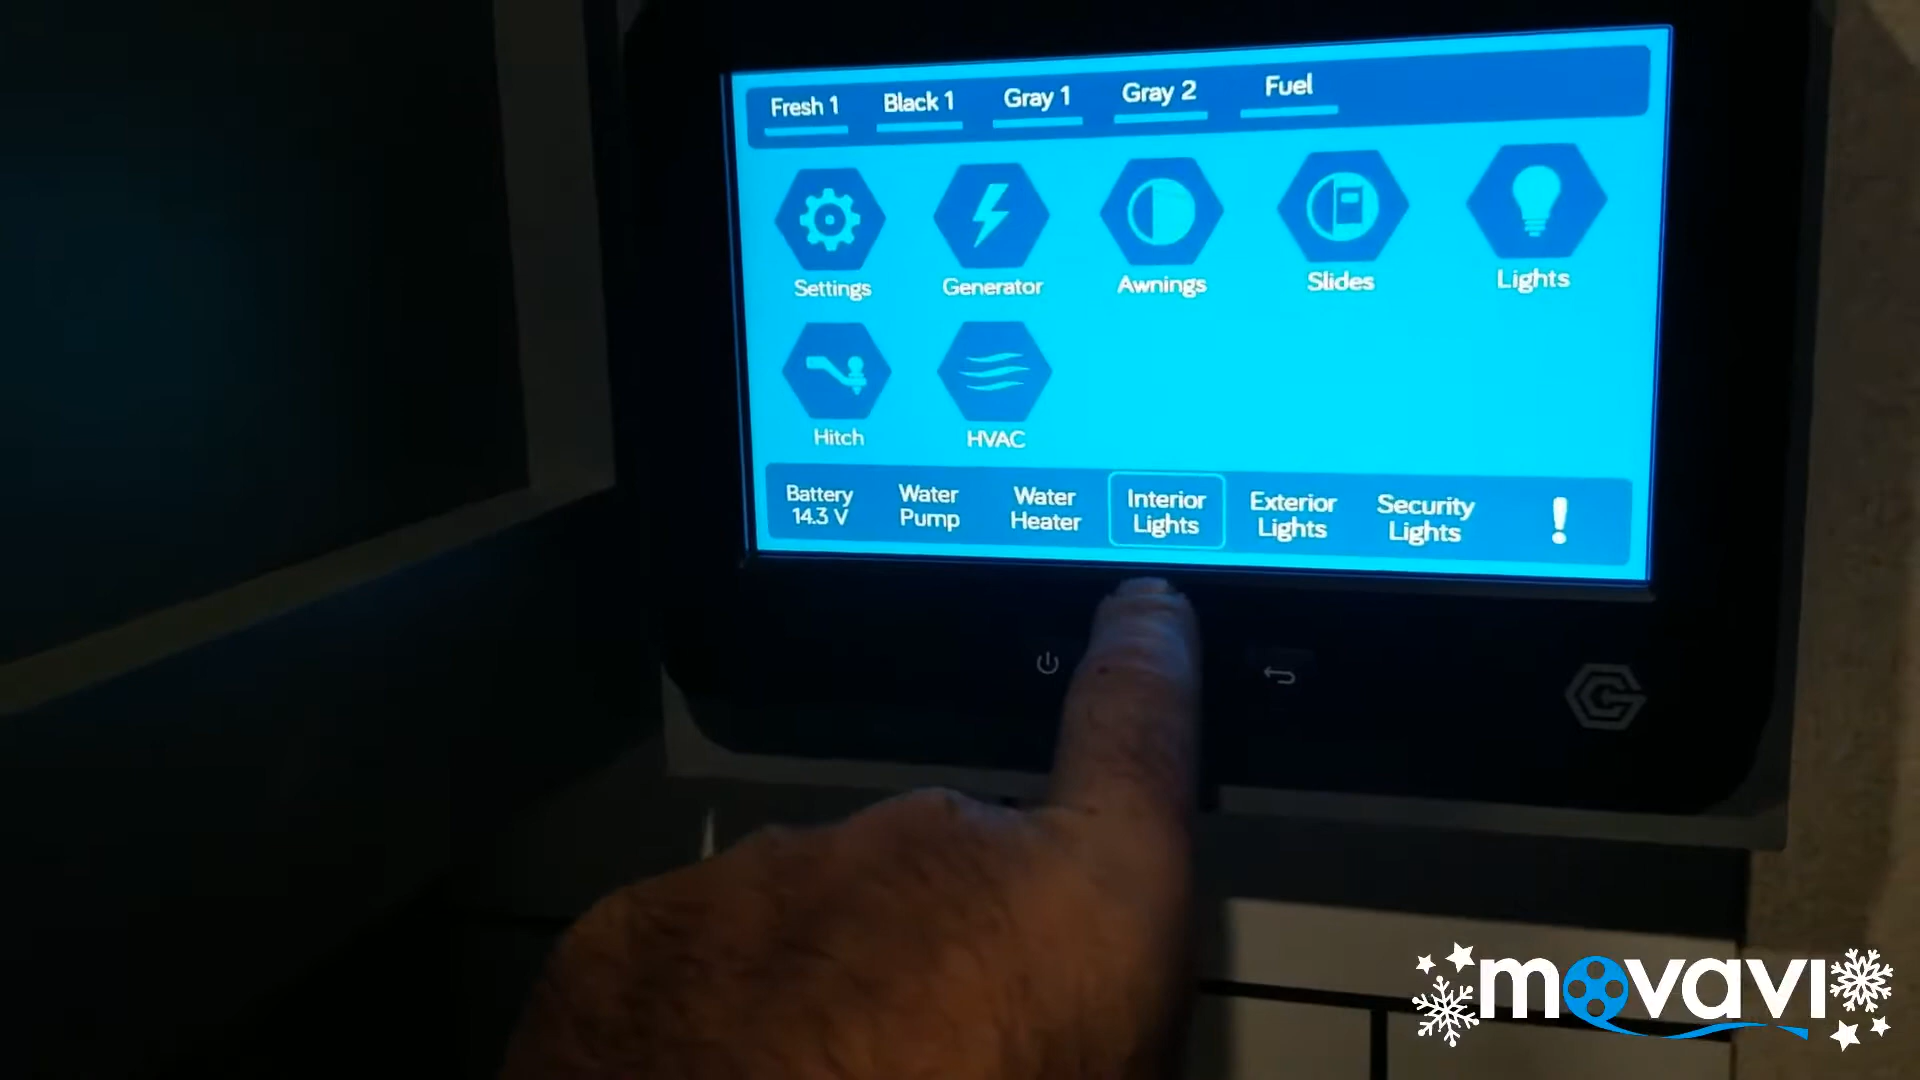 Fresh 1 Black 1 Gray 1 Gray 2 Fuel
Settings Generator Awnings Slides Lights
Hitch HVAC
Battery
14.3 V
Water
Pump
Water
Heater
Interior
Lights
Exterior
Lights
Security
Lights
!
movavi